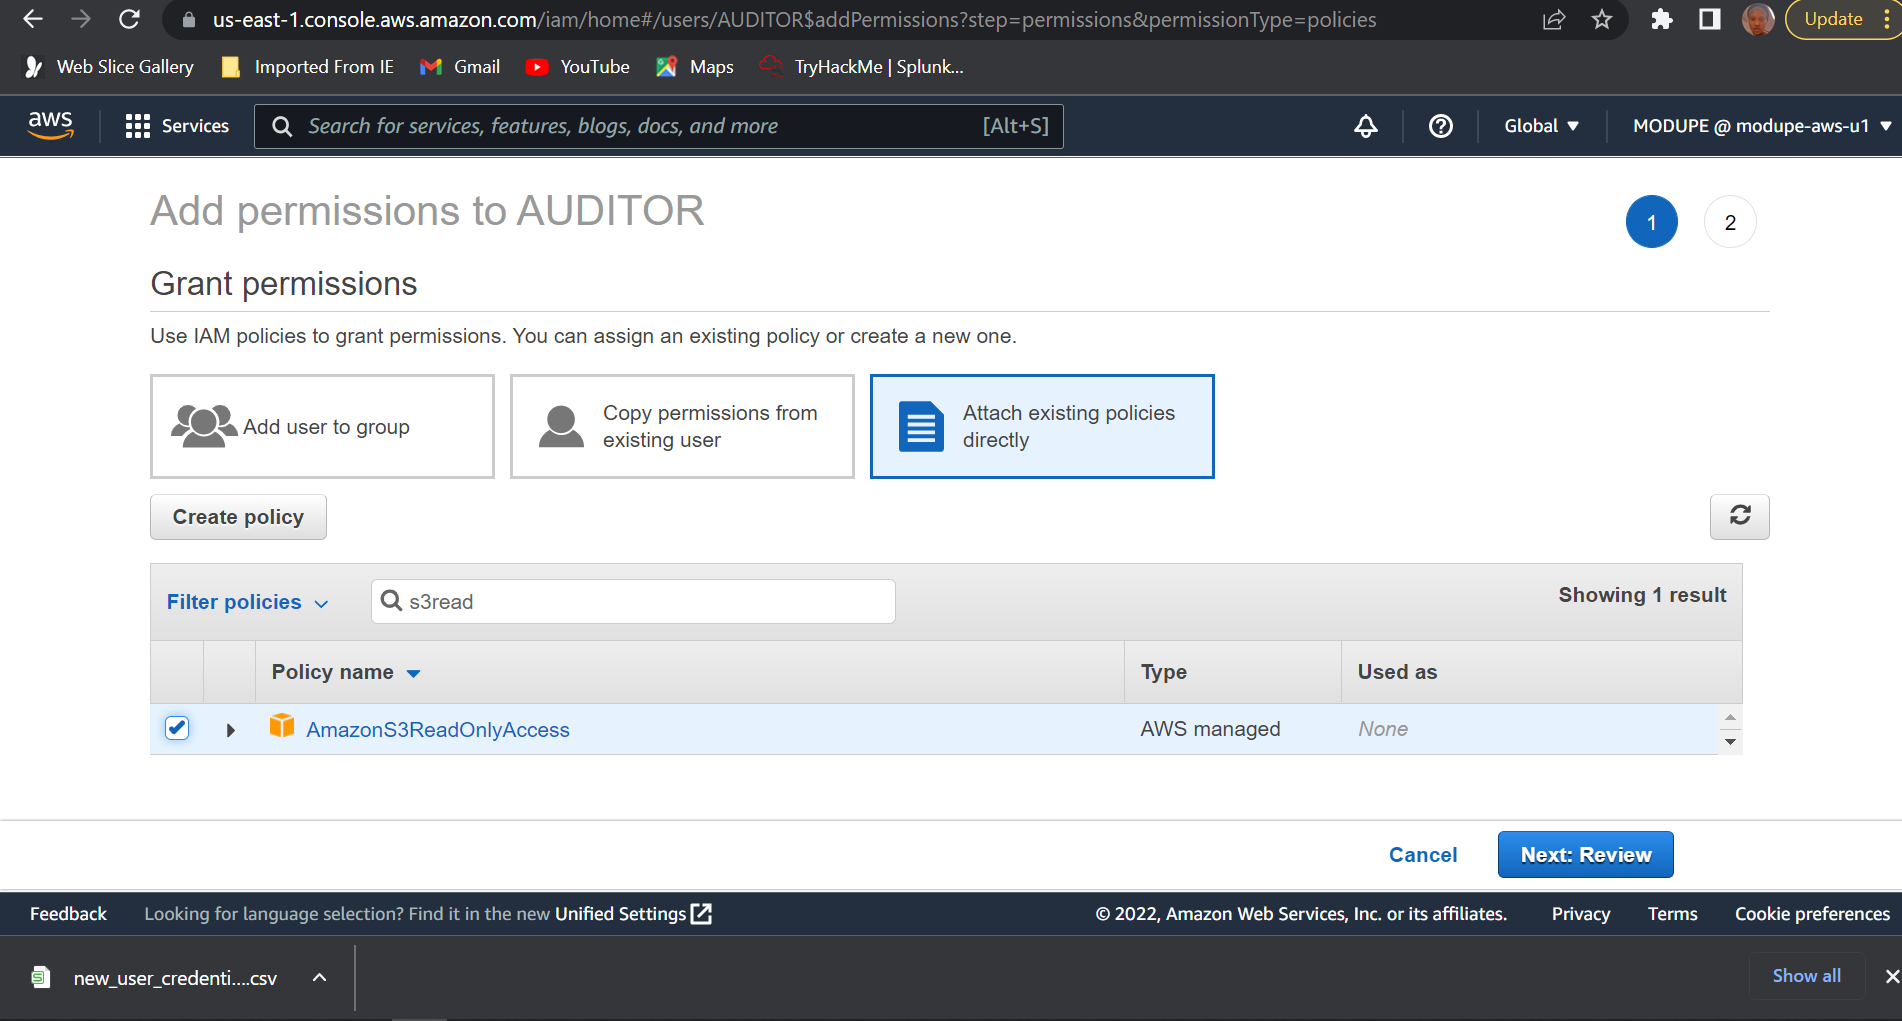 us-east-1.console.aws.amazon.com/iam/home#/users/AUDITOR$addPermissions?step=permissions&permissionType=policies
Update
Web Slice Gallery Imported From IE Gmail YouTube Maps TryHackMe | Splunk...
aws Services Search for services, features, blogs, docs, and more [Alt+S] Global MODUPE @ modupe-aws-u1
Add permissions to AUDITOR
1 2
Grant permissions
Use IAM policies to grant permissions. You can assign an existing policy or create a new one.
Add user to group
Copy permissions from
existing user
Attach existing policies
directly
Create policy
Filter policies s3read Showing 1 result
Policy name Type Used as
AmazonS3ReadOnlyAccess AWS managed None
Cancel Next: Review
Feedback Looking for language selection? Find it in the new Unified Settings © 2022, Amazon Web Services, Inc. or its affiliates. Privacy Terms Cookie preferences
new_user_credenti....csv Show all